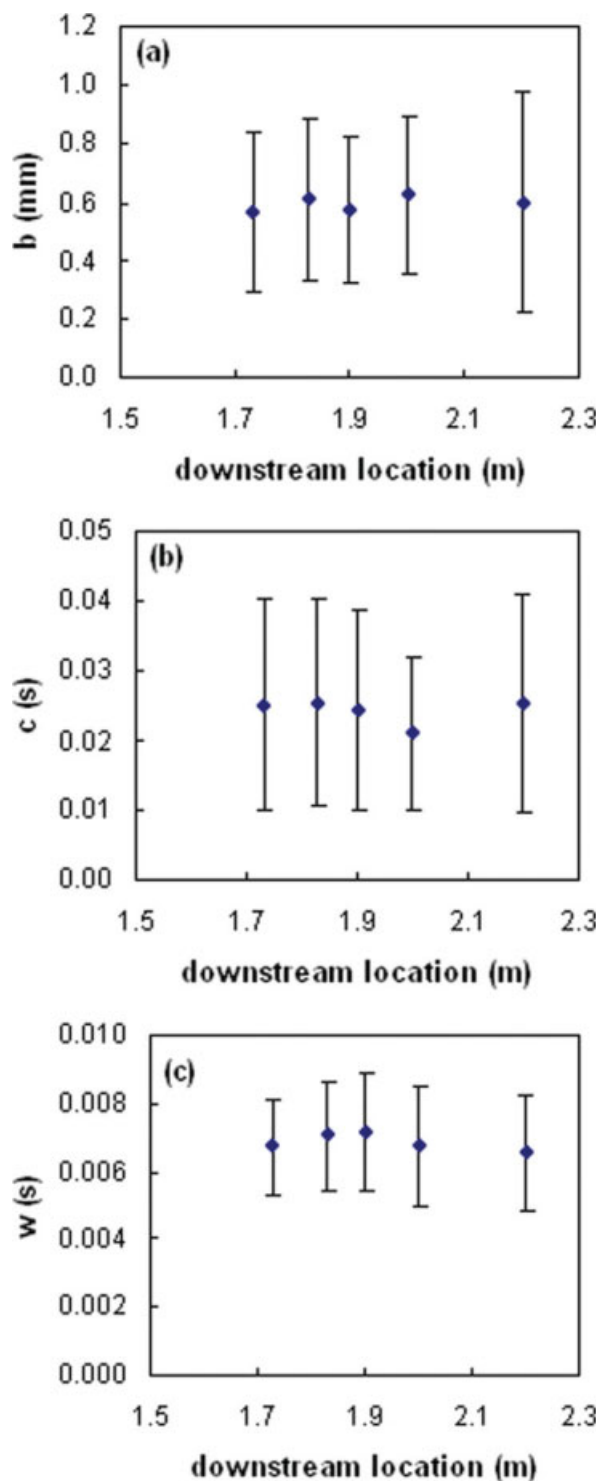 (a)
1.2
1.0
0.8
0.6
0.4
0.2
0.0
b (mm)
1.5 1.7 1.9 2.1 2.3
downstream location (m)
(b)
0.05
0.04
0.03
0.02
0.01
0.00
c (s)
1.5 1.7 1.9 2.1 2.3
downstream location (m)
(c)
0.010
0.008
0.006
0.004
0.002
0.000
w (s)
1.5 1.7 1.9 2.1 2.3
downstream location (m)